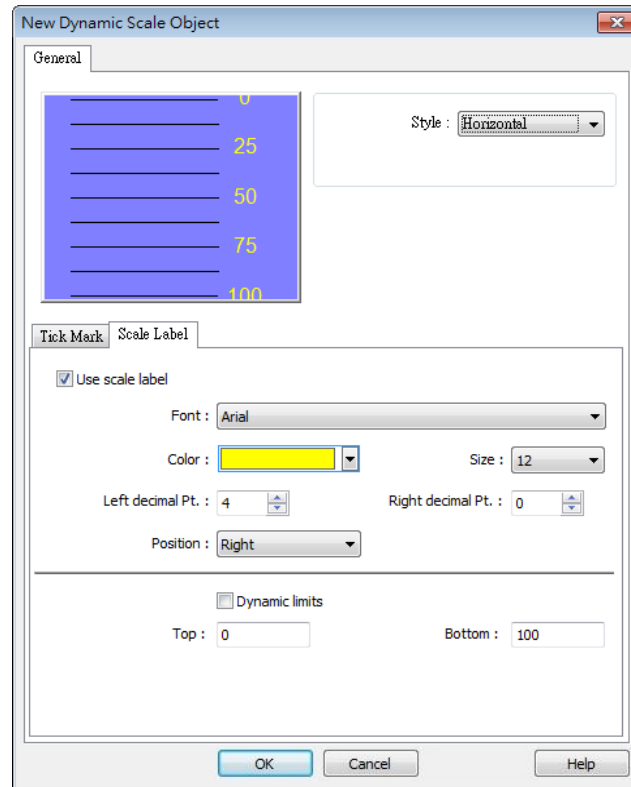 New Dynamic Scale Object
General
0
25
50
75
100
Style : Horizontal
Tick Mark Scale Label
Use scale label
Font : Arial
Color : Size : 12
Left decimal Pt. : 4 Right decimal Pt. : 0
Position : Right
Dynamic limits
Top : 0 Bottom : 100
OK Cancel Help